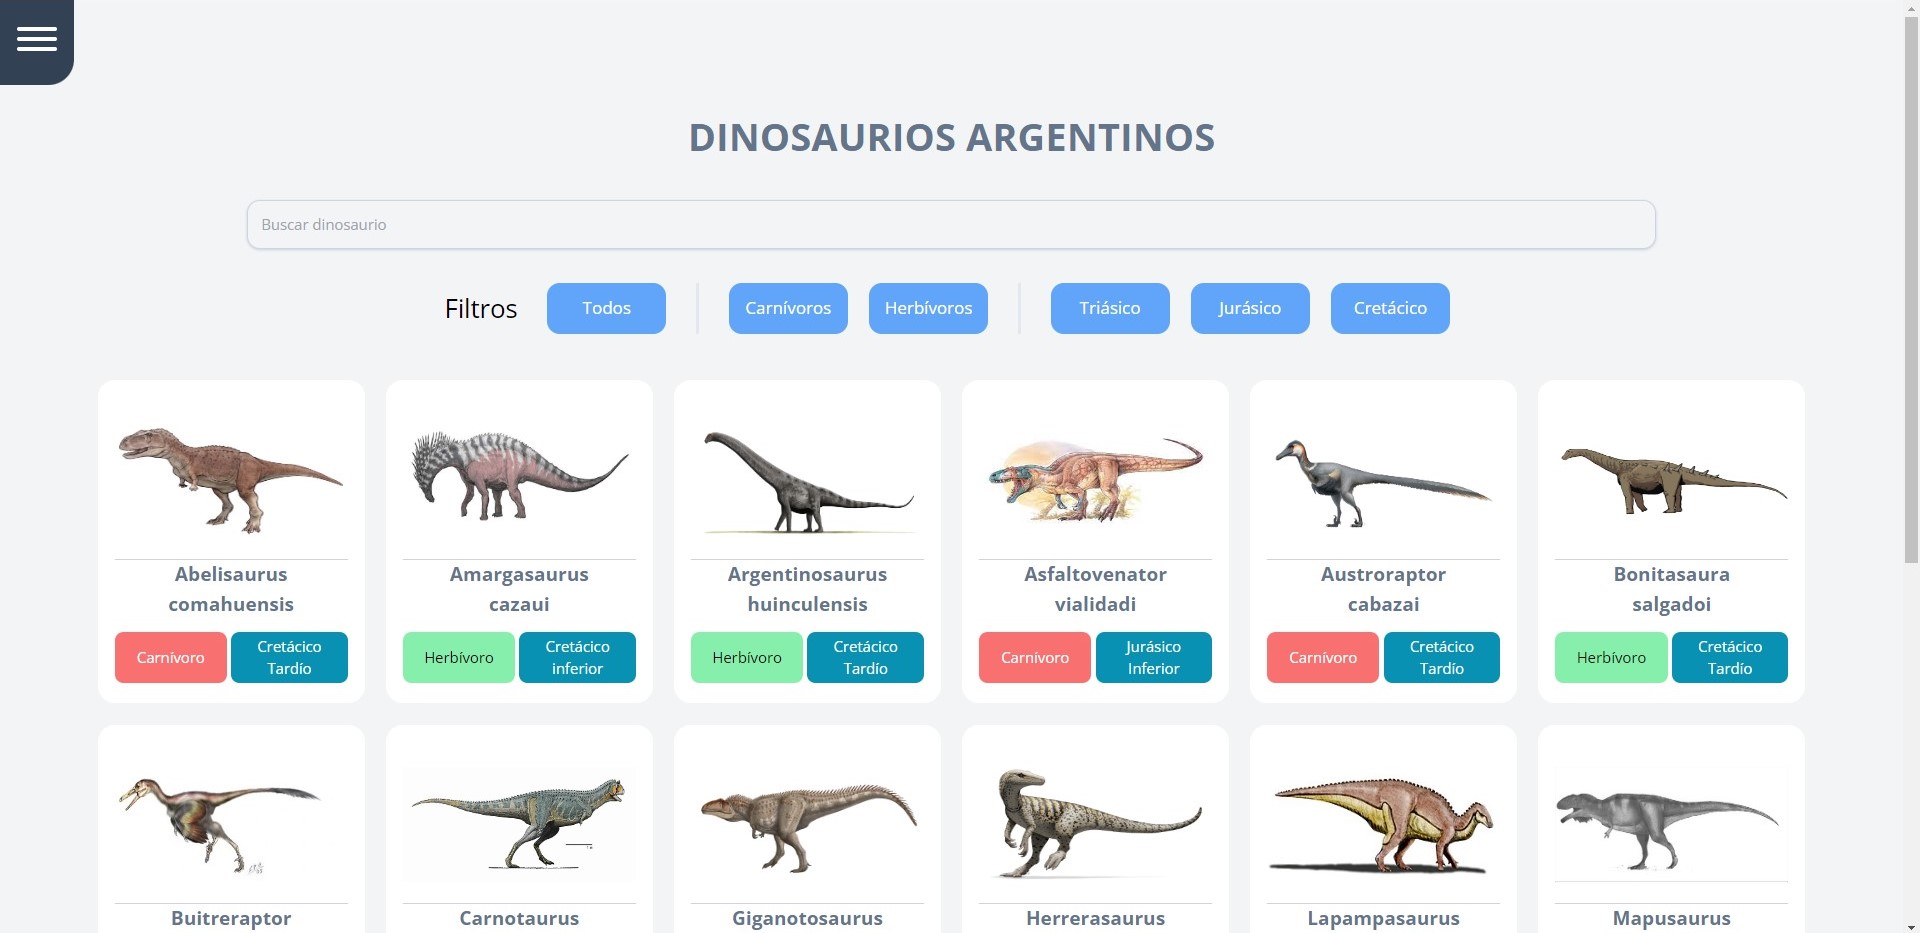 DINOSAURIOS ARGENTINOS
Buscar dinosaurio
Filtros Todos Carnívoros Herbívoros Triásico Jurásico Cretácico
Abelisaurus
comahuensis
Carnívoro
Cretácico
Tardío
Amargasaurus
cazaui
Herbívoro
Cretácico
inferior
Argentinosaurus
huinculensis
Herbívoro
Cretácico
Tardío
Asfaltovenator
vialidadi
Carnívoro
Jurásico
Inferior
Austroraptor
cabazai
Carnívoro
Cretácico
Tardío
Bonitasaura
salgadoi
Herbívoro
Cretácico
Tardío
Buitreraptor
Carnotaurus
Giganotosaurus
Herrerasaurus
Lapampasaurus
Mapusaurus